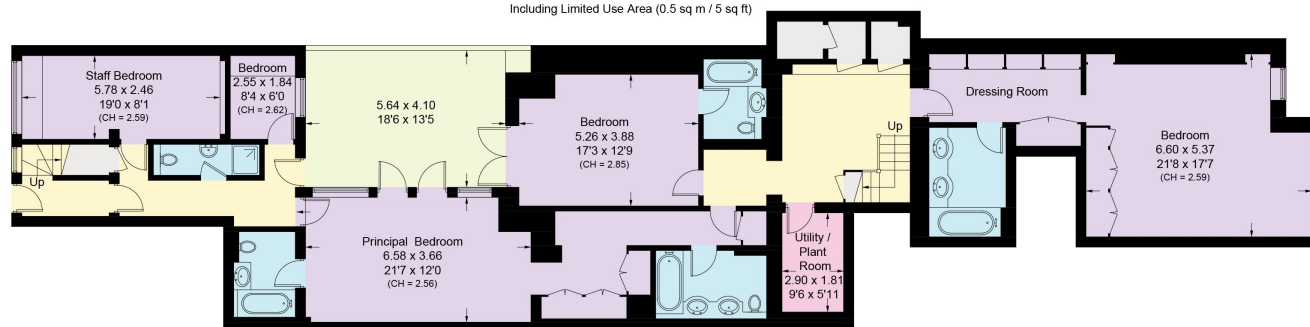 Including Limited Use Area (0.5 sq m / 5 sq ft)
Staff Bedroom
5.78 x 2.46
19'0 x 8'1
(CH = 2.59)
Bedroom
2.55 x 1.84
8'4 x 6'0
(CH = 2.62)
5.64 x 4.10
18'6 x 13'5
Bedroom
5.26 x 3.88
17'3 x 12'9
(CH = 2.85)
Up
Dressing Room
Bedroom
6.60 x 5.37
21'8 x 17'7
(CH = 2.59)
Up
Principal Bedroom
6.58 x 3.66
21'7 x 12'0
(CH = 2.56)
Utility /
Plant
Room
2.90 x 1.81
9'6 x 5'11